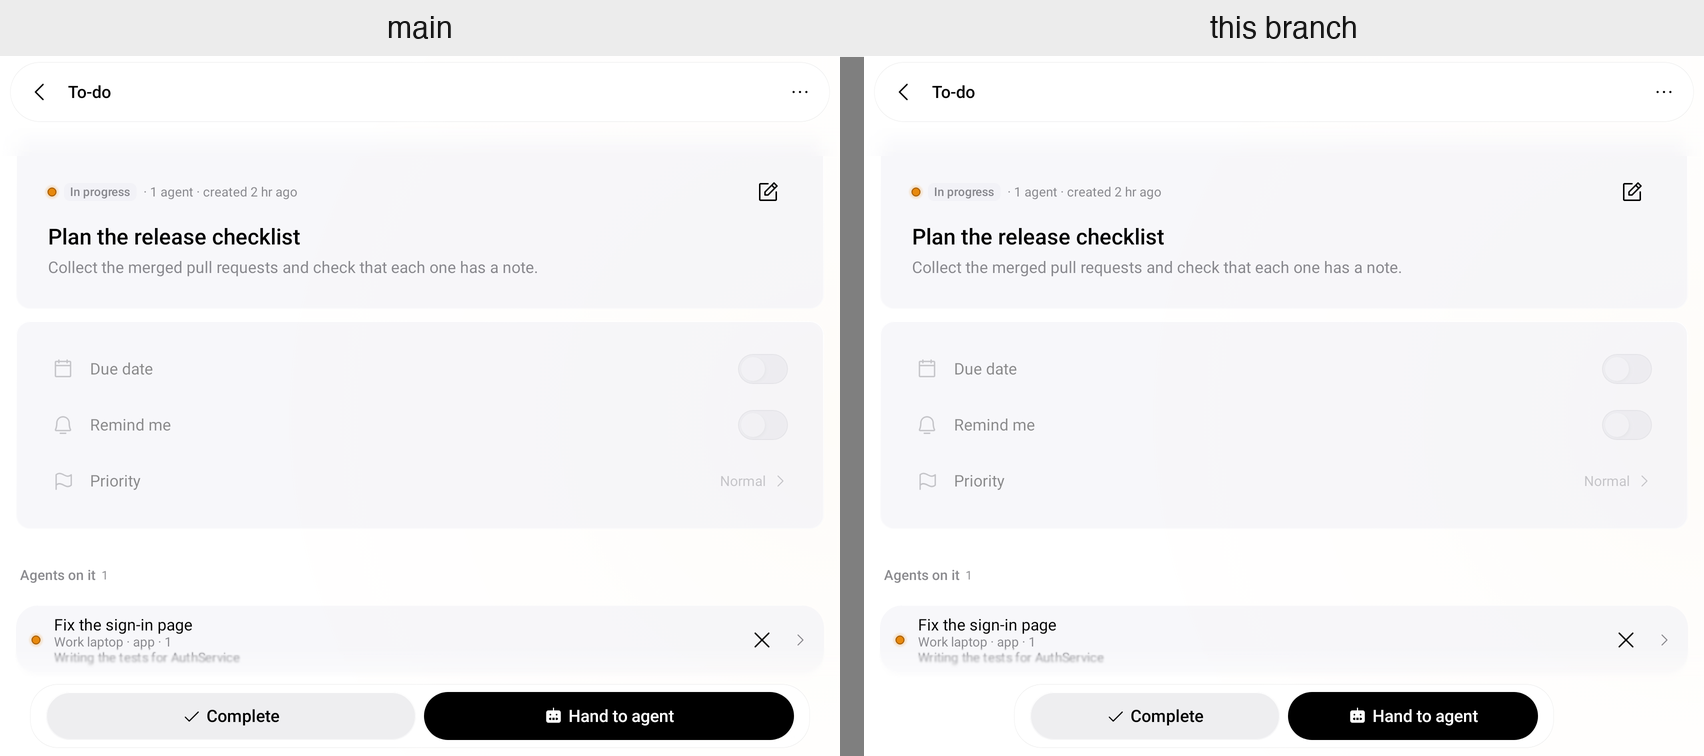 main
this branch
To-do
In progress · 1 agent · created 2 hr ago
Plan the release checklist
Collect the merged pull requests and check that each one has a note.
Due date
Remind me
Priority
Normal
Agents on it 1
Fix the sign-in page
Work laptop · app · 1
Writing the tests for AuthService
Complete
Hand to agent
To-do
In progress · 1 agent · created 2 hr ago
Plan the release checklist
Collect the merged pull requests and check that each one has a note.
Due date
Remind me
Priority
Normal
Agents on it 1
Fix the sign-in page
Work laptop · app · 1
Writing the tests for AuthService
Complete
Hand to agent